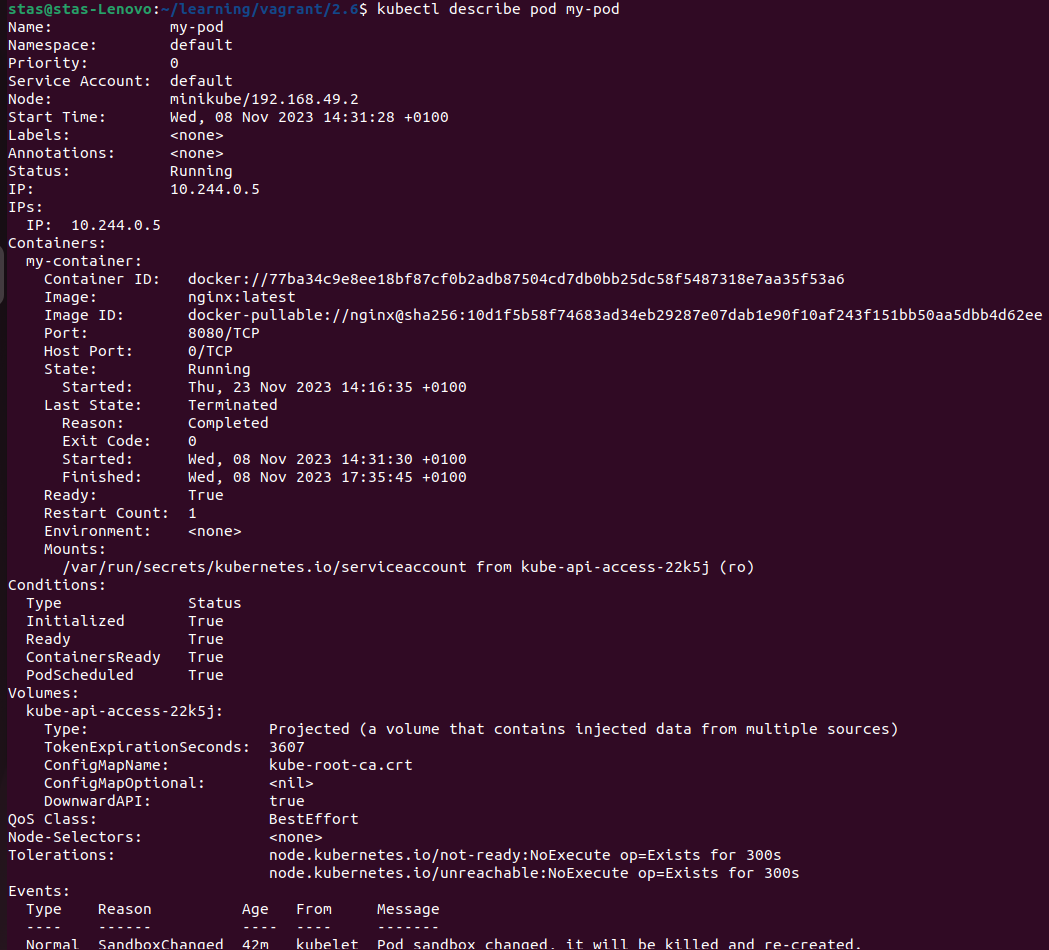 stas@stas-Lenovo:~/learning/vagrant/2.6$ kubectl describe pod my-pod
Name:             my-pod
Namespace:        default
Priority:         0
Service Account:  default
Node:             minikube/192.168.49.2
Start Time:       Wed, 08 Nov 2023 14:31:28 +0100
Labels:           <none>
Annotations:      <none>
Status:           Running
IP:               10.244.0.5
IPs:
  IP:  10.244.0.5
Containers:
  my-container:
    Container ID:   docker://77ba34c9e8ee18bf87cf0b2adb87504cd7db0bb25dc58f5487318e7aa35f53a6
    Image:          nginx:latest
    Image ID:       docker-pullable://nginx@sha256:10d1f5b58f74683ad34eb29287e07dab1e90f10af243f151bb50aa5dbb4d62ee
    Port:           8080/TCP
    Host Port:      0/TCP
    State:          Running
      Started:      Thu, 23 Nov 2023 14:16:35 +0100
    Last State:     Terminated
      Reason:       Completed
      Exit Code:    0
      Started:      Wed, 08 Nov 2023 14:31:30 +0100
      Finished:     Wed, 08 Nov 2023 17:35:45 +0100
    Ready:          True
    Restart Count:  1
    Environment:    <none>
    Mounts:
      /var/run/secrets/kubernetes.io/serviceaccount from kube-api-access-22k5j (ro)
Conditions:
  Type              Status
  Initialized       True
  Ready             True
  ContainersReady   True
  PodScheduled      True
Volumes:
  kube-api-access-22k5j:
    Type:                    Projected (a volume that contains injected data from multiple sources)
    TokenExpirationSeconds:  3607
    ConfigMapName:           kube-root-ca.crt
    ConfigMapOptional:       <nil>
    DownwardAPI:             true
QoS Class:                   BestEffort
Node-Selectors:              <none>
Tolerations:                 node.kubernetes.io/not-ready:NoExecute op=Exists for 300s
                             node.kubernetes.io/unreachable:NoExecute op=Exists for 300s
Events:
  Type    Reason          Age   From     Message
  ----    ------          ----  ----     -------
  Normal  SandboxChanged  42m   kubelet  Pod sandbox changed, it will be killed and re-created.